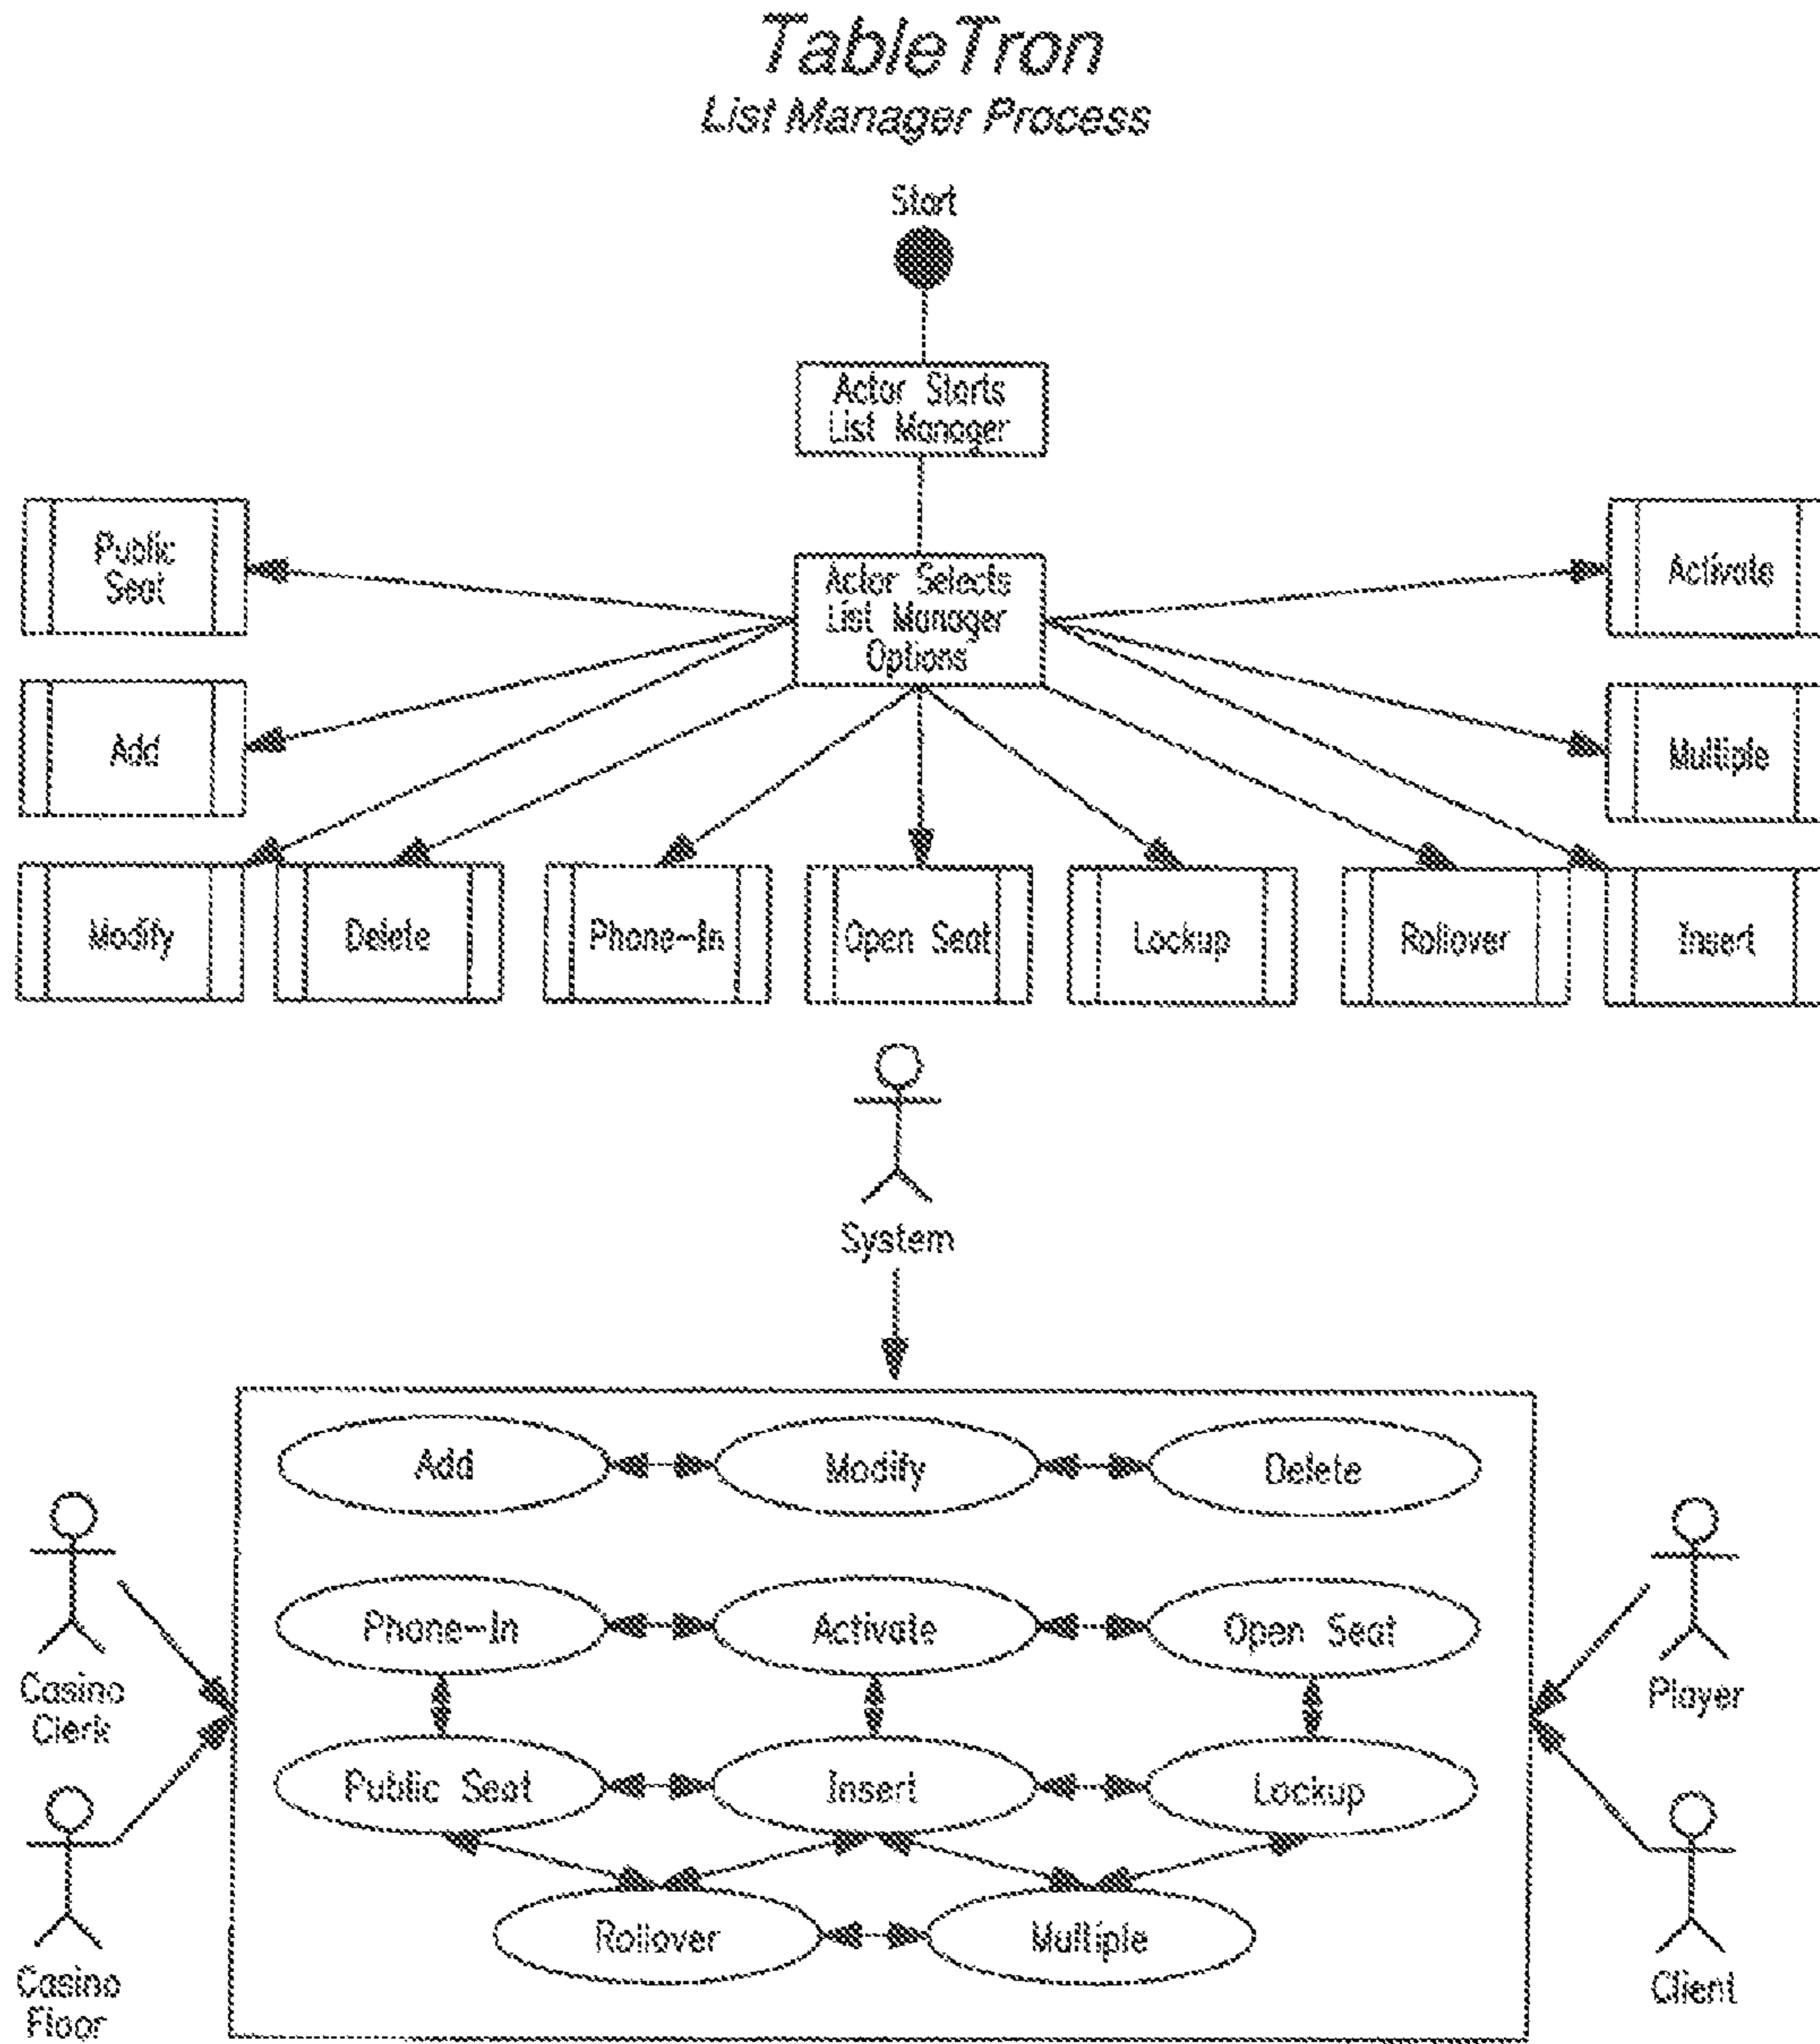 TableTron
List Manager Process
Start
Actor Starts
List Manager
Actor Selects
List Manager
Options
Public
Seat
Activate
Add
Multiple
Modify
Delete
Phone-In
Open Seat
Lockup
Rollover
Insert
System
Add
Modify
Delete
Phone-In
Activate
Open Seat
Public Seat
Insert
Lockup
Rollover
Multiple
Casino
Clerk
Casino
Floor
Player
Client